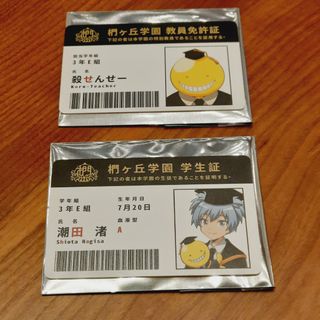 椚ヶ丘学園 教員免許証
下記の者は本学園の特別教員であることを証明する。
担当学年組
3年E組
氏 名
殺せんせー
Koro-Teacher
椚ヶ丘学園 学生証
下記の者は本学園の生徒であることを証明する。
学年組 生年月日
3年E組 7月20日
氏 名 血液型
潮田 渚 A
Shiota Nagisa